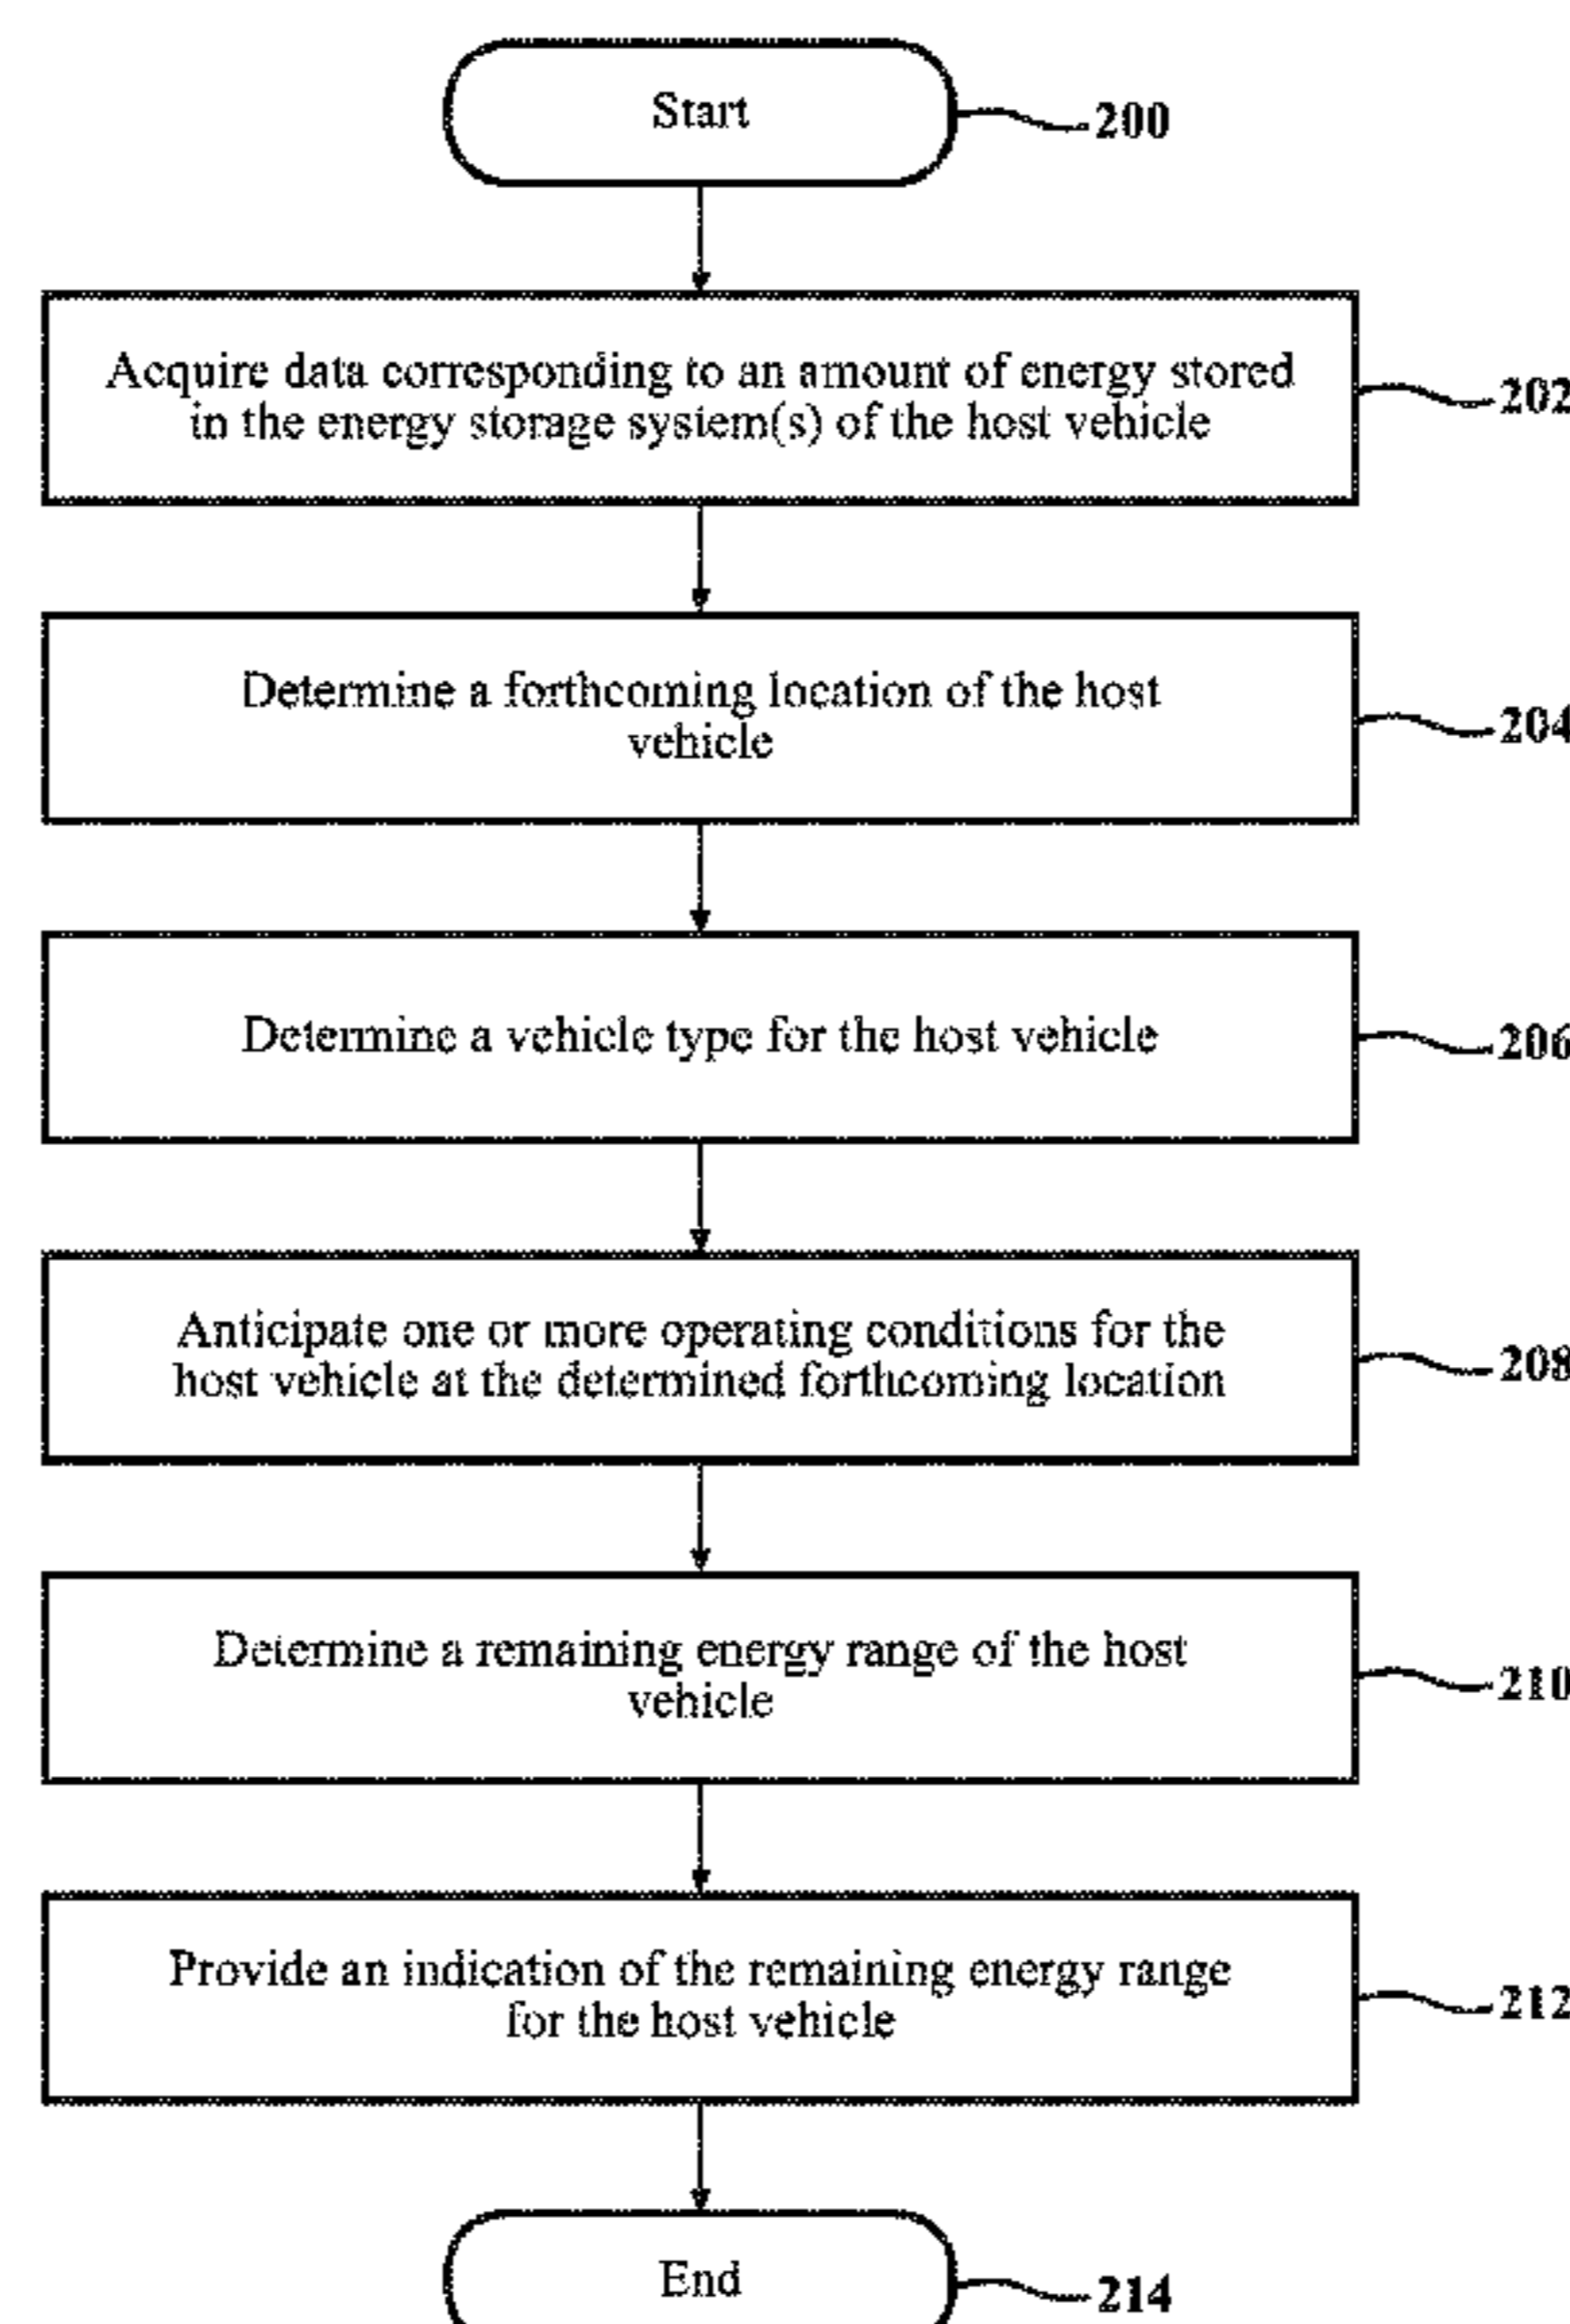 Start
200
Acquire data corresponding to an amount of energy stored
in the energy storage system(s) of the host vehicle
202
Determine a forthcoming location of the host
vehicle
204
Determine a vehicle type for the host vehicle
206
Anticipate one or more operating conditions for the
host vehicle at the determined forthcoming location
208
Determine a remaining energy range of the host
vehicle
210
Provide an indication of the remaining energy range
for the host vehicle
212
End
214